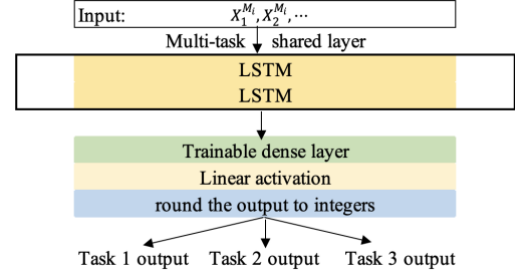 Input: $X_1^{M_i}, X_2^{M_i}, \cdots$
Multi-task shared layer
LSTM
LSTM
Trainable dense layer
Linear activation
round the output to integers
Task 1 output Task 2 output Task 3 output